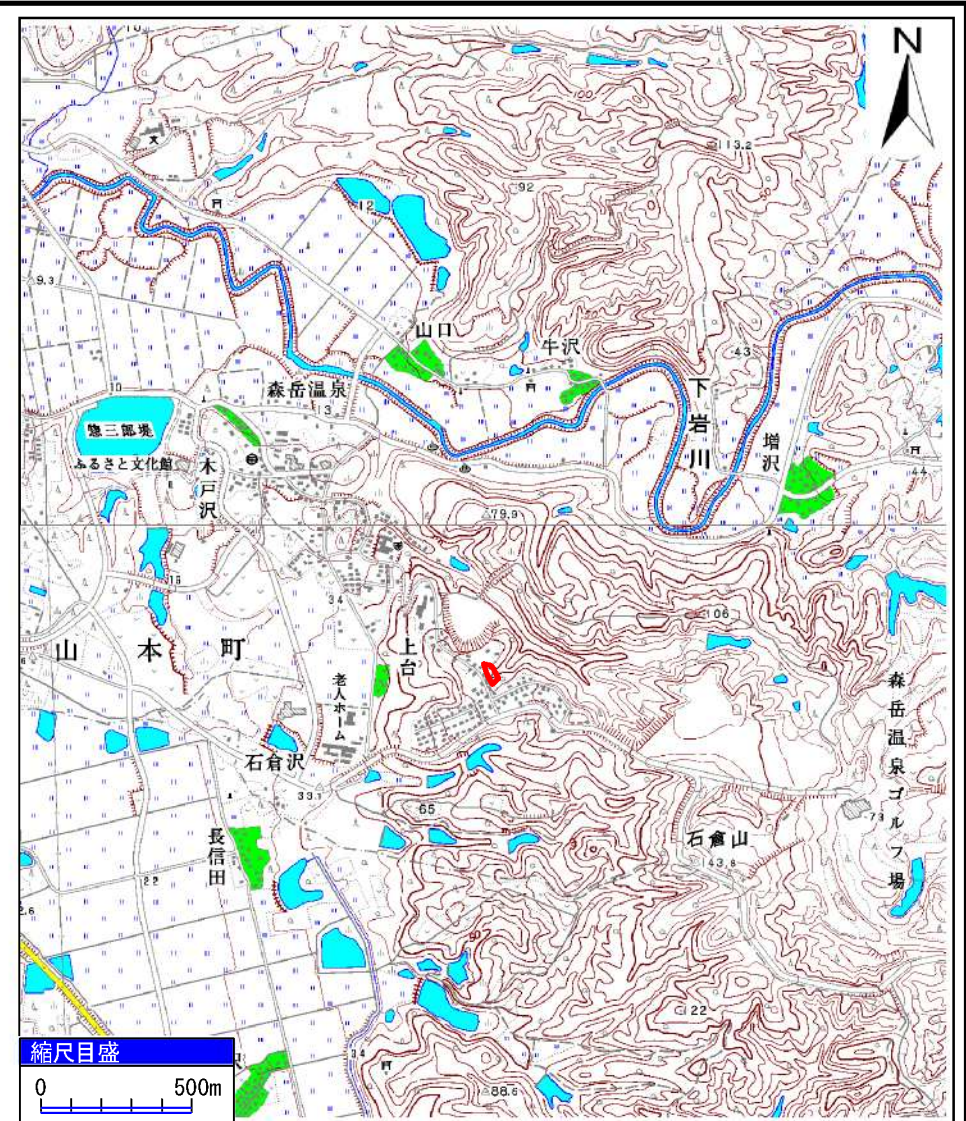 N
113.2
100
92
12
9.3
山口
牛沢
43
下岩川
森岳温泉
10
13
増沢
惣三郎堤
ふるさと文化館
木戸沢
44
79.9
16
34
106
山本町
上台
老人ホーム
森岳温泉ゴルフ場
石倉沢
33.1
65
73
石倉山
143.8
長信田
22
2.6
122
34
88.6
縮尺目盛
0 500m